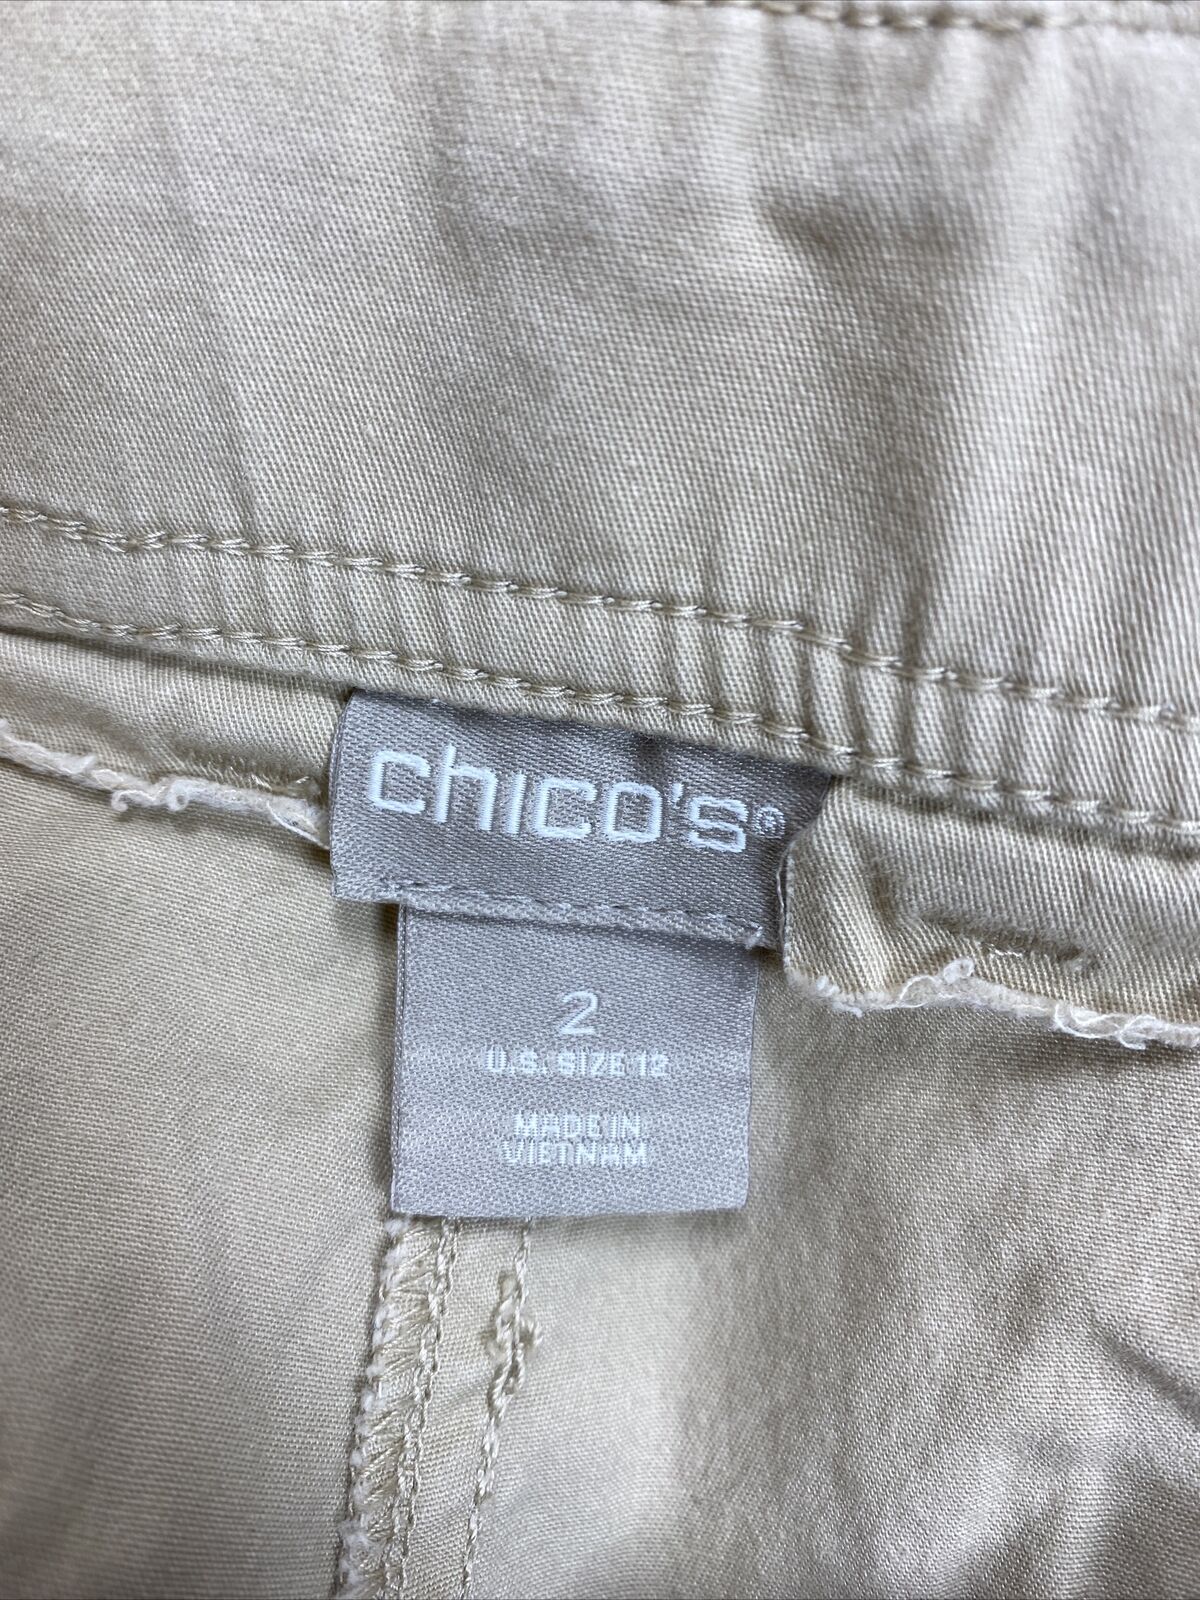 chico's®
2
U.S. SIZE 12
MADE IN
VIETNAM